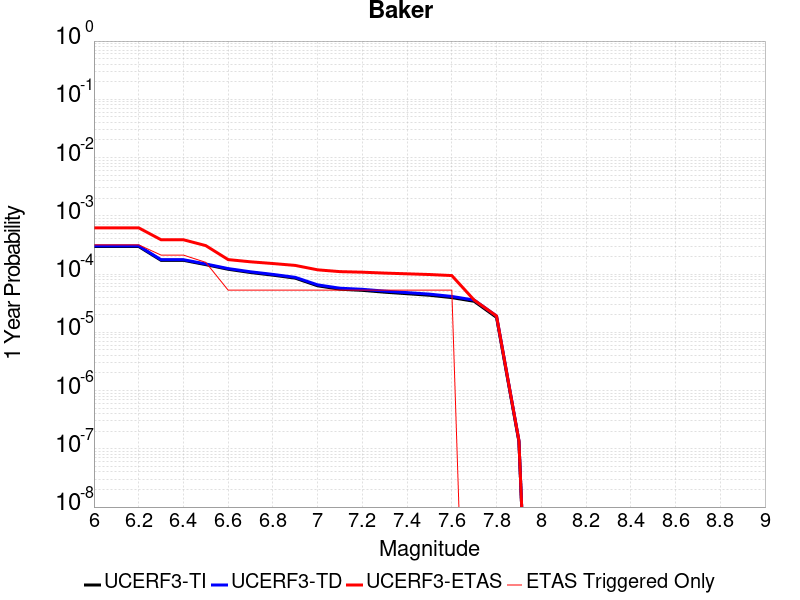 Baker
10^0
10^-1
10^-2
10^-3
10^-4
10^-5
10^-6
10^-7
10^-8
1 Year Probability
6 6.2 6.4 6.6 6.8 7 7.2 7.4 7.6 7.8 8 8.2 8.4 8.6 8.8 9
Magnitude
UCERF3-TI UCERF3-TD UCERF3-ETAS ETAS Triggered Only